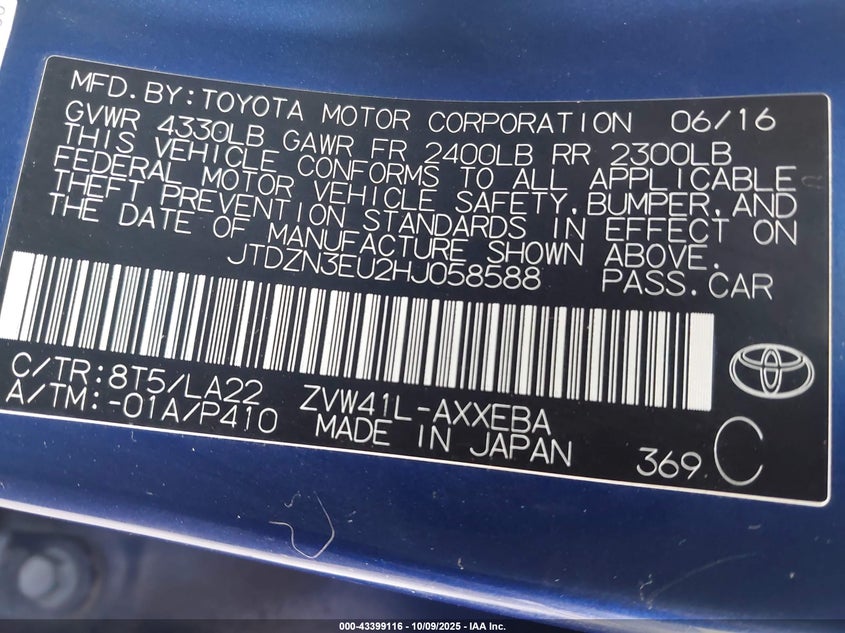 MFD. BY: TOYOTA MOTOR CORPORATION 06/16
GVWR 4330LB GAWR FR 2400LB RR 2300LB
THIS VEHICLE CONFORMS TO ALL APPLICABLE
FEDERAL MOTOR VEHICLE SAFETY, BUMPER, AND
THEFT PREVENTION STANDARDS IN EFFECT ON
THE DATE OF MANUFACTURE SHOWN ABOVE.
JTDZN3EU2HJ058588 PASS. CAR
C/TR: 8T5/LA22 ZVW41L-AXXEBA
A/TM: -01A/P410 MADE IN JAPAN
369 C
000-43399116 - 10/09/2025 - IAA Inc.